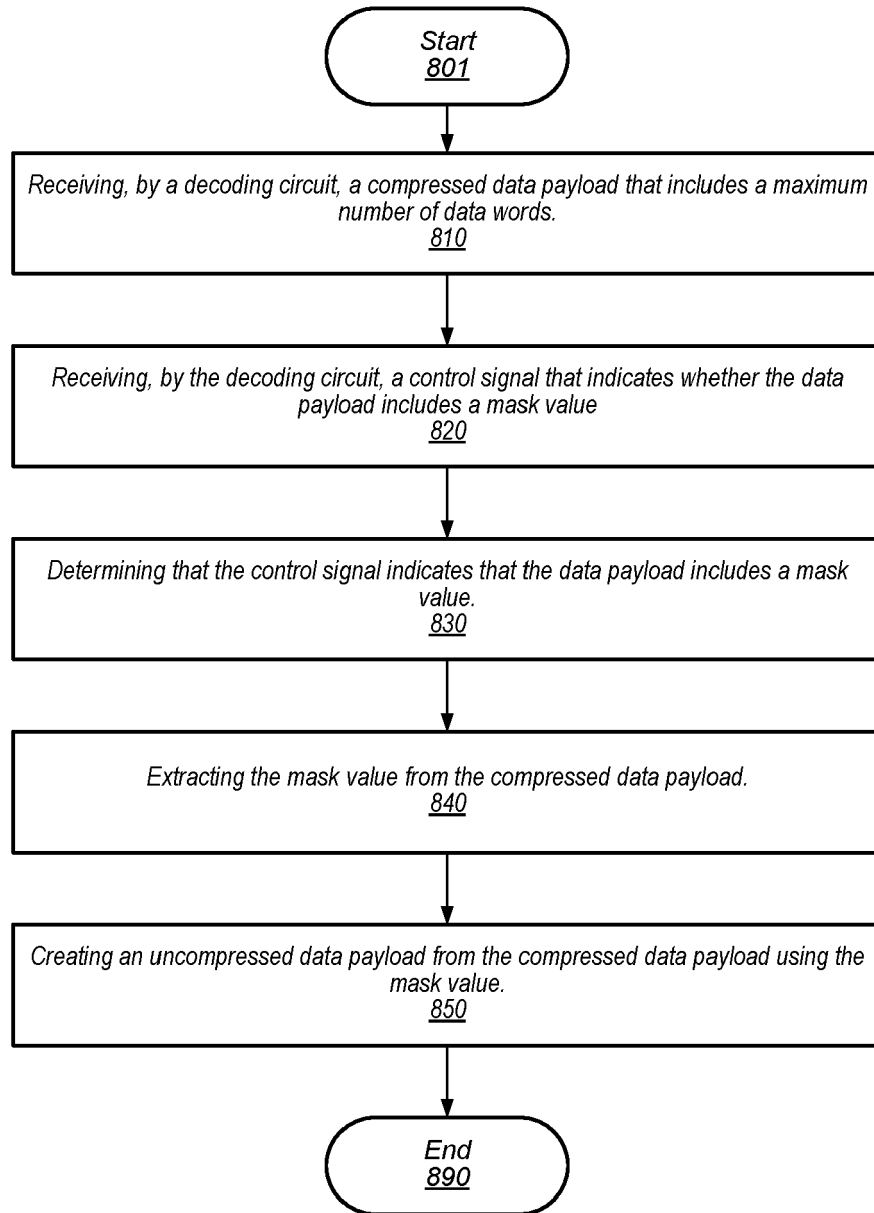 Start
801
Receiving, by a decoding circuit, a compressed data payload that includes a maximum
number of data words.
810
Receiving, by the decoding circuit, a control signal that indicates whether the data
payload includes a mask value
820
Determining that the control signal indicates that the data payload includes a mask
value.
830
Extracting the mask value from the compressed data payload.
840
Creating an uncompressed data payload from the compressed data payload using the
mask value.
850
End
890